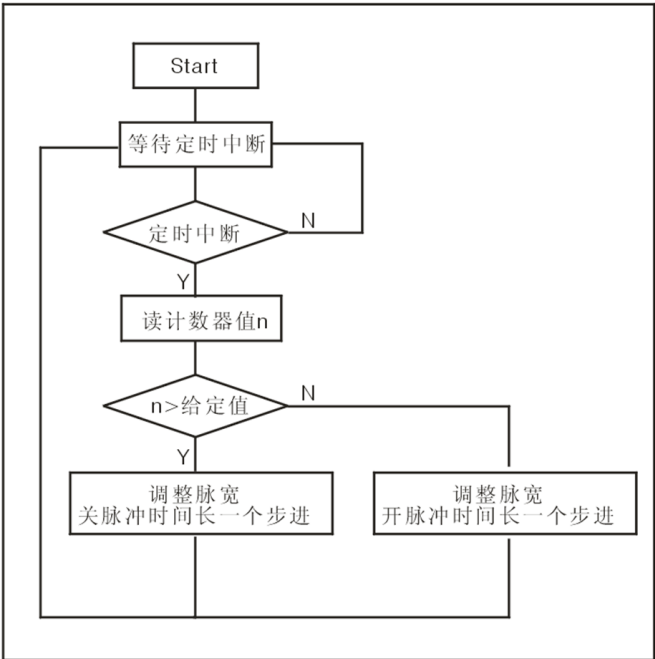 Start
等待定时中断
定时中断
N
Y
读计数器值n
n>给定值
N
Y
调整脉宽
关脉冲时间长一个步进
调整脉宽
开脉冲时间长一个步进